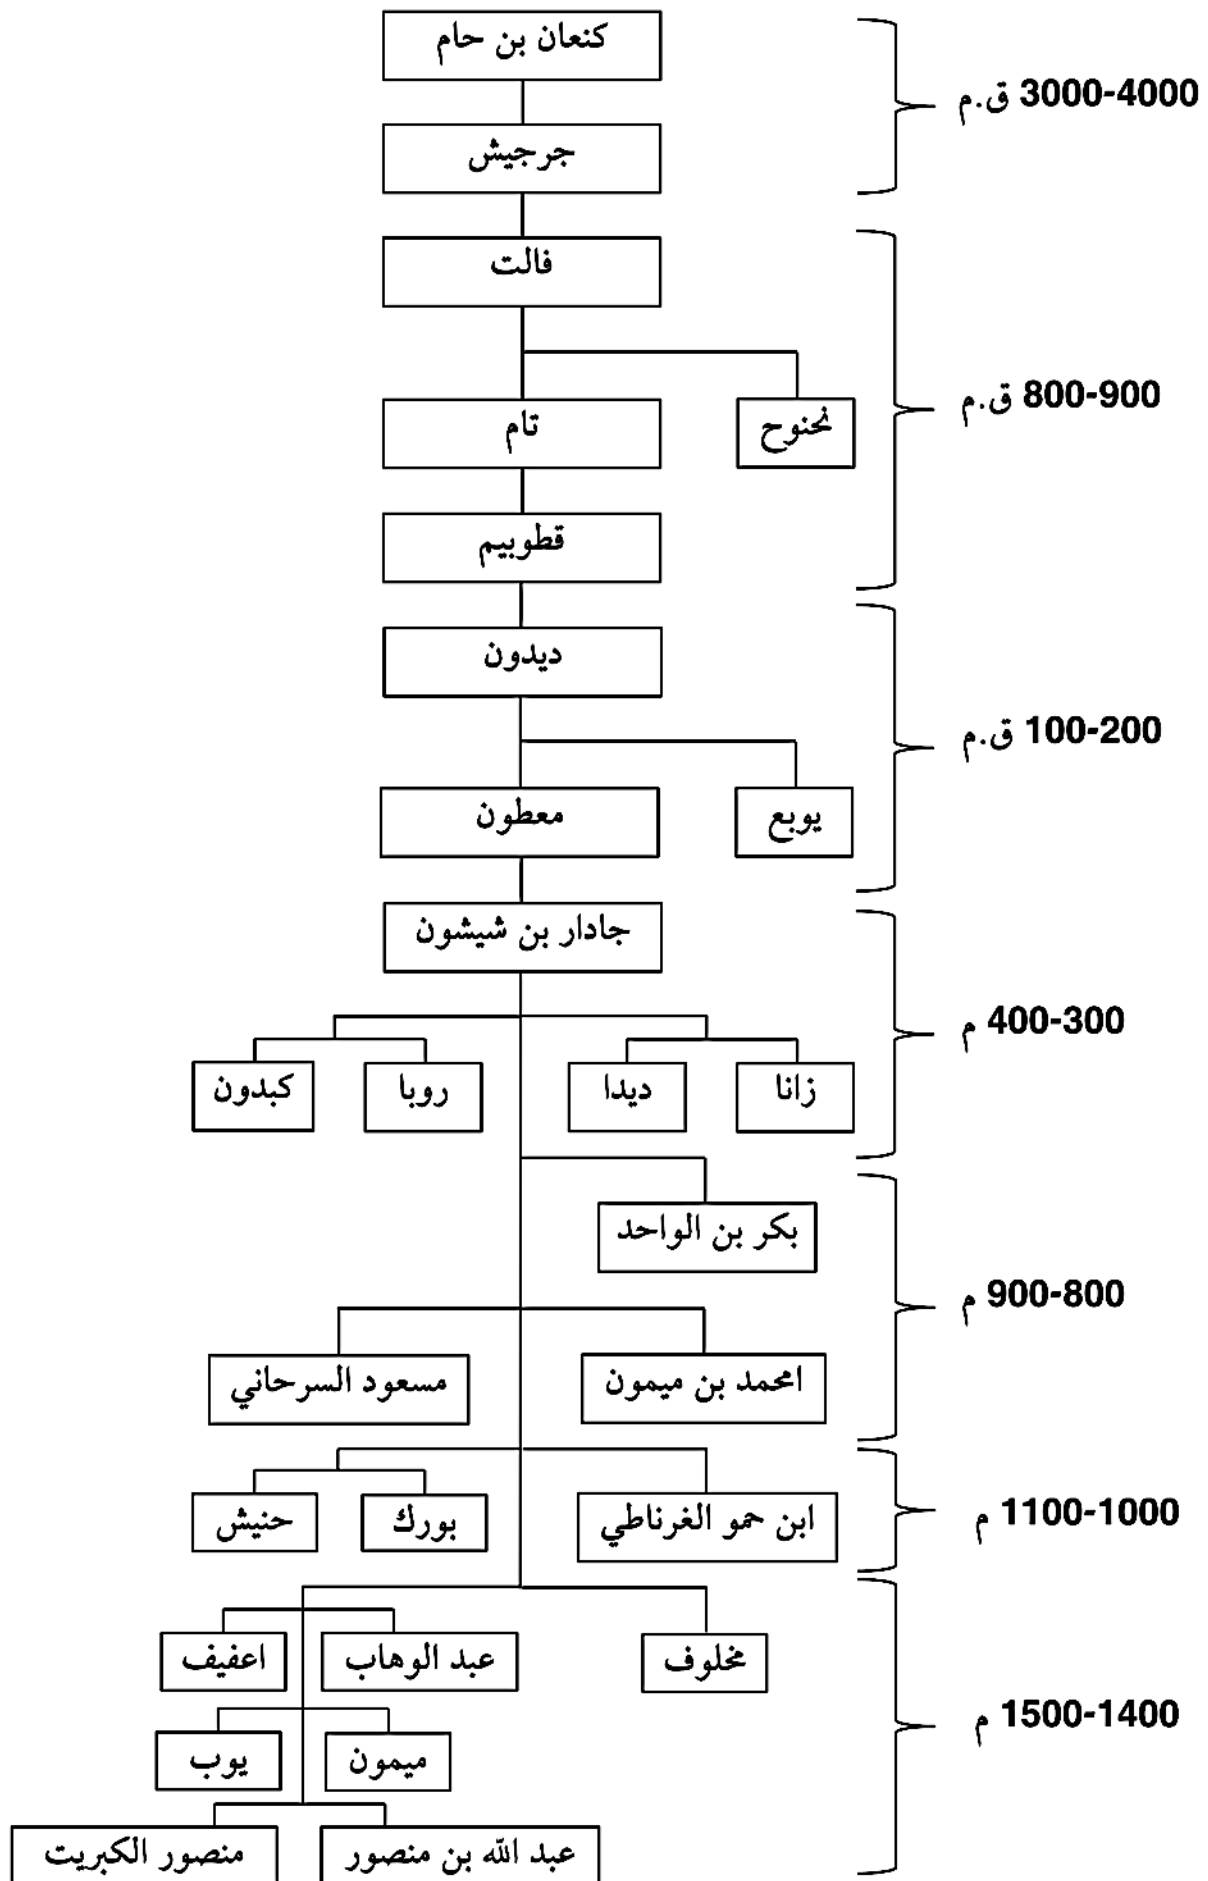 كنعان بن حام
3000-4000 ق.م
جرجيش
فالت
800-900 ق.م
نحنوح
تام
قطوبيم
ديدون
100-200 ق.م
يوبع
معطون
جادار بن شيشون
400-300 م
زانا
ديدا
روبا
كبدون
بكر بن الواحد
900-800 م
امحمد بن ميمون
مسعود السرحاني
1100-1000 م
ابن حمو الغرناطي
بورك
حنيش
مخلوف
عبد الوهاب
اعفيف
1500-1400 م
ميمون
يوب
عبد الله بن منصور
منصور الكبريت